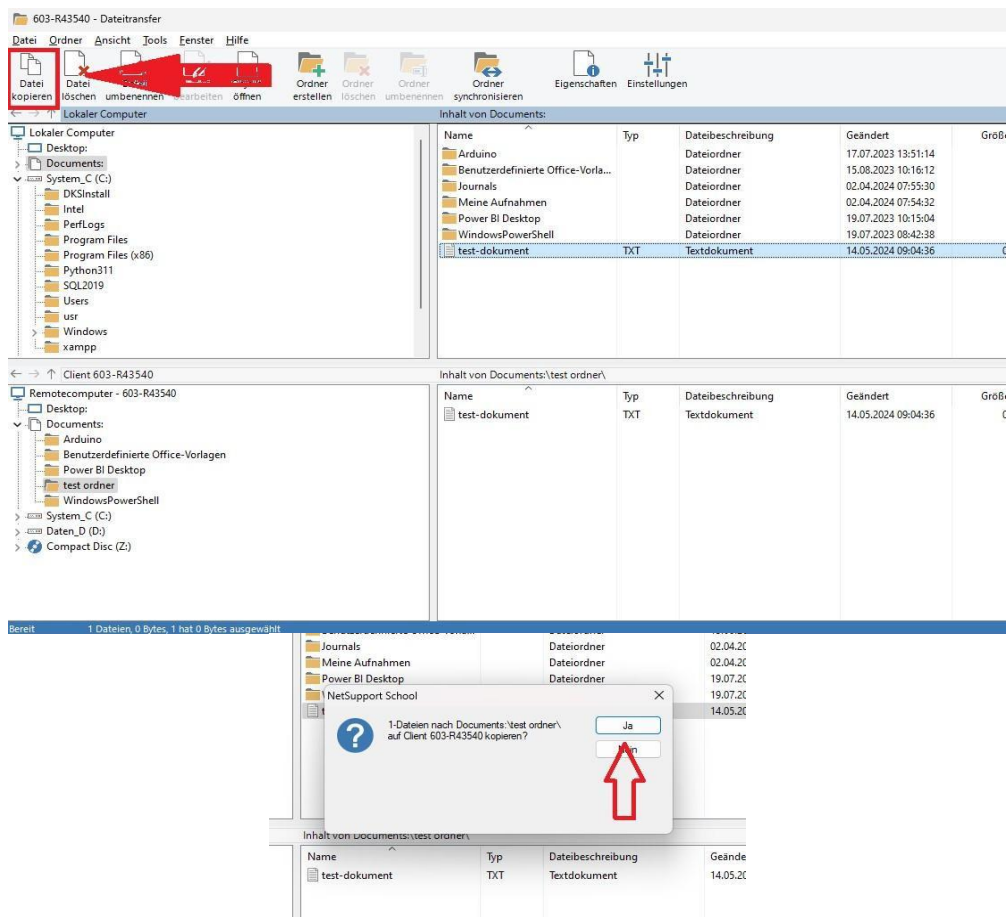 603-R43540 - Dateitransfer
Datei Ordner Ansicht Tools Fenster Hilfe
Datei kopieren
Datei löschen
umbenennen
bearbeiten
öffnen
Ordner erstellen
Ordner löschen
Ordner umbenennen
Ordner synchronisieren
Eigenschaften
Einstellungen
Lokaler Computer
Inhalt von Documents:
Lokaler Computer
Desktop:
Documents:
System_C (C:)
DKSInstall
Intel
PerfLogs
Program Files
Program Files (x86)
Python311
SQL2019
Users
usr
Windows
xampp
Name Typ Dateibeschreibung Geändert Größe
Arduino Dateiordner 17.07.2023 13:51:14
Benutzerdefinierte Office-Vorla... Dateiordner 15.08.2023 10:16:12
Journals Dateiordner 02.04.2024 07:55:30
Meine Aufnahmen Dateiordner 02.04.2024 07:54:32
Power BI Desktop Dateiordner 19.07.2023 10:15:04
WindowsPowerShell Dateiordner 19.07.2023 08:42:38
test-dokument TXT Textdokument 14.05.2024 09:04:36 0
Client 603-R43540
Inhalt von Documents:\test ordner\
Remotecomputer - 603-R43540
Desktop:
Documents:
Arduino
Benutzerdefinierte Office-Vorlagen
Power BI Desktop
test ordner
WindowsPowerShell
System_C (C:)
Daten_D (D:)
Compact Disc (Z:)
Name Typ Dateibeschreibung Geändert Größe
test-dokument TXT Textdokument 14.05.2024 09:04:36 0
Bereit 1 Dateien, 0 Bytes, 1 hat 0 Bytes ausgewählt
Journals Dateiordner 02.04.20
Meine Aufnahmen Dateiordner 02.04.20
Power BI Desktop Dateiordner 19.07.20
19.07.20
14.05.20
NetSupport School
1-Dateien nach Documents:\test ordner\
auf Client 603-R43540 kopieren?
Ja
Nein
Inhalt von Documents:\test ordner\
Name Typ Dateibeschreibung Geände
test-dokument TXT Textdokument 14.05.20